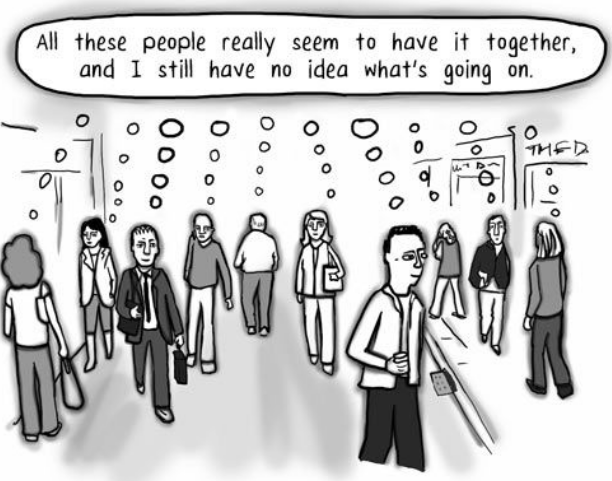 All these people really seem to have it together,
and I still have no idea what's going on.